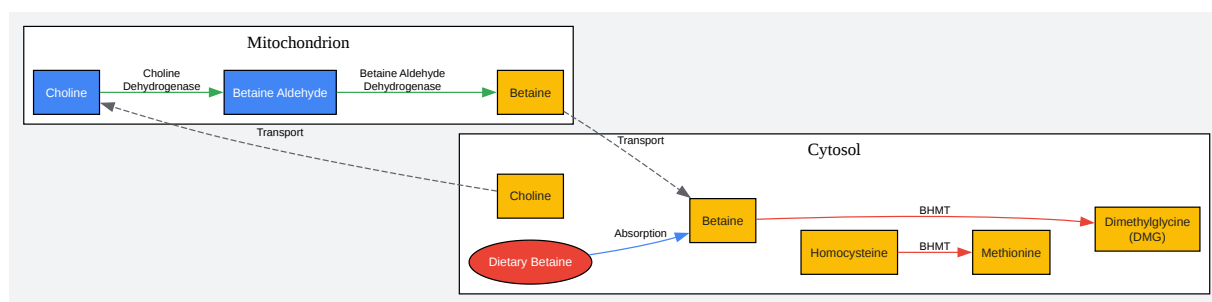 Mitochondrion
Choline
Choline
Dehydrogenase
Betaine Aldehyde
Betaine Aldehyde
Dehydrogenase
Betaine
Transport
Transport
Cytosol
Choline
Dietary Betaine
Absorption
Betaine
BHMT
Homocysteine
BHMT
Methionine
Dimethylglycine
(DMG)